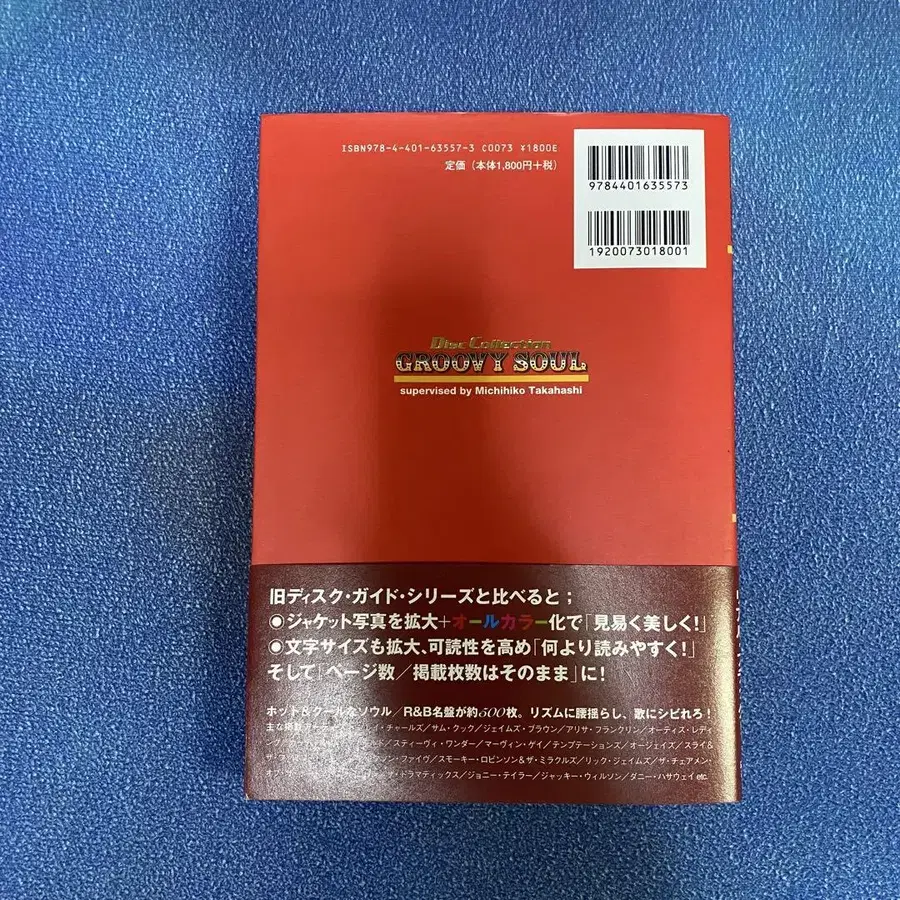 ISBN978-4-401-63557-3 C0073 ¥1800E
定価(本体1,800円+税)
9784401635573
1920073018001
Disc Collection
GROOVY SOUL
supervised by Michihiko Takahashi
旧ディスク・ガイド・シリーズと比べると;
●ジャケット写真を拡大+オールカラー化で「見易く美しく!」
●文字サイズも拡大、可読性を高め「何より読みやすく!」
そして「ページ数/掲載枚数はそのまま」に!
ホット&クールなソウル/R&B名盤が約500枚。リズムに腰揺らし、歌にシビれろ!
チャールズ/サム・クック/ジェイムズ・ブラウン/アリサ・フランクリン/オーティス・レディ
スティーヴィ・ワンダー/マーヴィン・ゲイ/テンプテーションズ/オージェイズ/スライ&
ファイヴ/スモーキー・ロビンソン&ザ・ミラクルズ/リック・ジェイムズ/ザ・チェアメン・
ザ・ドラマティックス/ジョニー・テイラー/ジャッキー・ウィルソン/ダニー・ハサウェイ etc.